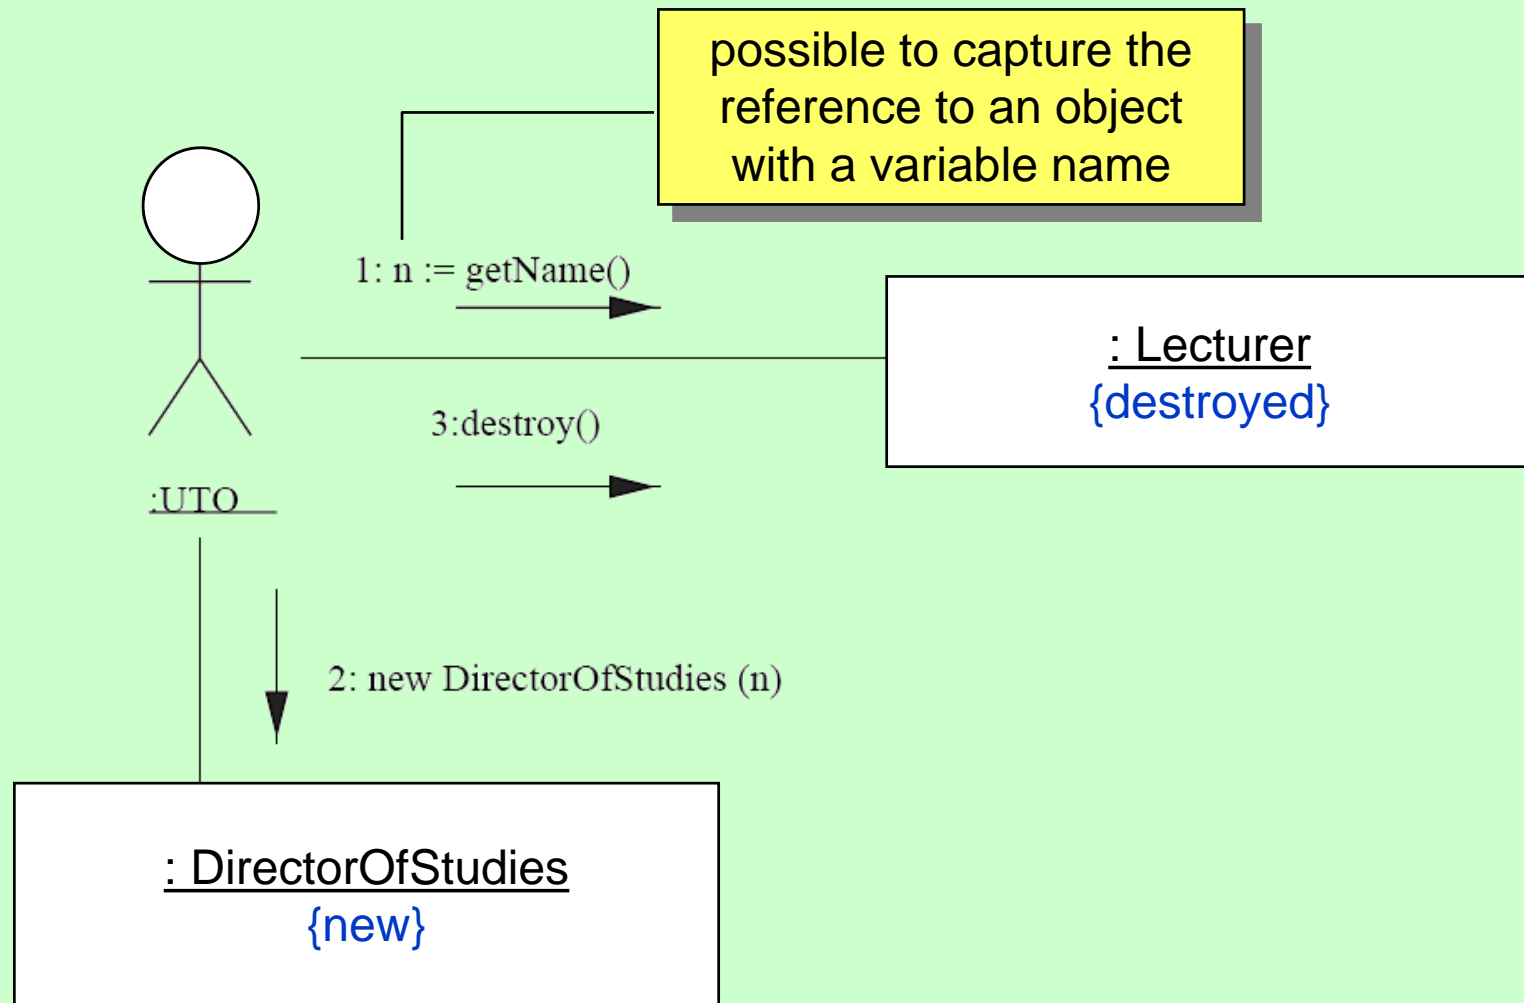 possible to capture the
reference to an object
with a variable name
1: n := getName()
: Lecturer
{destroyed}
3:destroy()
:UTO
2: new DirectorOfStudies (n)
: DirectorOfStudies
{new}